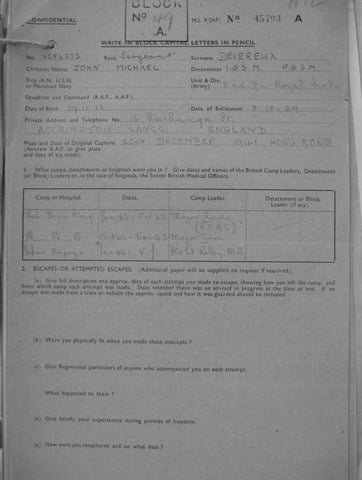 BLOCK
CONFIDENTIAL
Nº 49
A.
M.I. 9/JAP/ Nº 45793 A
WRITE IN BLOCK CAPITAL LETTERS IN PENCIL
No. Rank Sergeant Surname DEVEREUX
Christian Names JOHN MICHAEL Decorations I.G.S.M. P.G.S.M.
Ship (R.N., U.S.N. or Merchant Navy) Unit & Div. (Army) 2nd Bn Royal Scots
Squadron and Command (R.A.F., A.A.F.)
Date of Birth 12 Date of Enlistment 8.10.29
Private Address and Telephone No. 16 Exchange St.
ACCRINGTON LANCS. ENGLAND
Place and Date of Original Capture 25TH DECEMBER 1941 HONG KONG
(Aircrew R.A.F. to give place
and date of a/c crash).
1. What camps, detachments or hospitals were you in? Give dates and names of the British Camp Leaders, Detachment
(or Block) Leaders or, in the case of hospitals, the Senior British Medical Officers.
Camp or Hospital. Dates. Camp Leader. Detachment or Block Leader (if any).
Kong Major
(R.A.M.C.)
Major
M.O.
2. ESCAPES OR ATTEMPTED ESCAPES. (Additional paper will be supplied on request if required).
(a) Give full description and approx. date of each attempt you made to escape, showing how you left the camp, and
from which camp each attempt was made. State whether there was an air-raid in progress at the time or not. If an
escape was made from a train or vehicle the approx. speed and how it was guarded should be included.
(b) Were you physically fit when you made these attempts?
(c) Give Regimental particulars of anyone who accompanied you on each attempt.
What happened to them?
(d) Give briefly your experiences during periods of freedom.
(e) How were you recaptured and on what date?